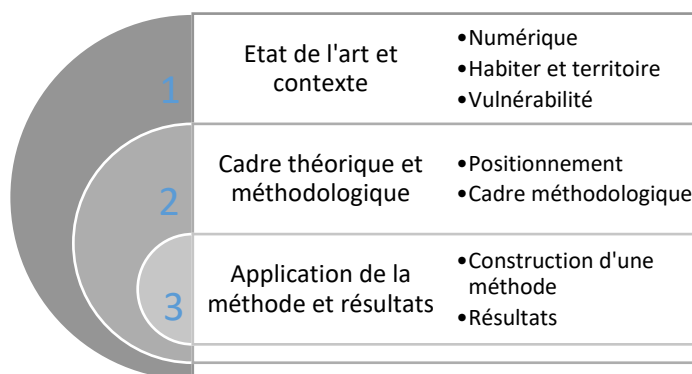 1
Etat de l'art et
contexte
•Numérique
•Habiter et territoire
•Vulnérabilité
2
Cadre théorique et
méthodologique
•Positionnement
•Cadre méthodologique
3
Application de la
méthode et résultats
•Construction d'une
méthode
•Résultats